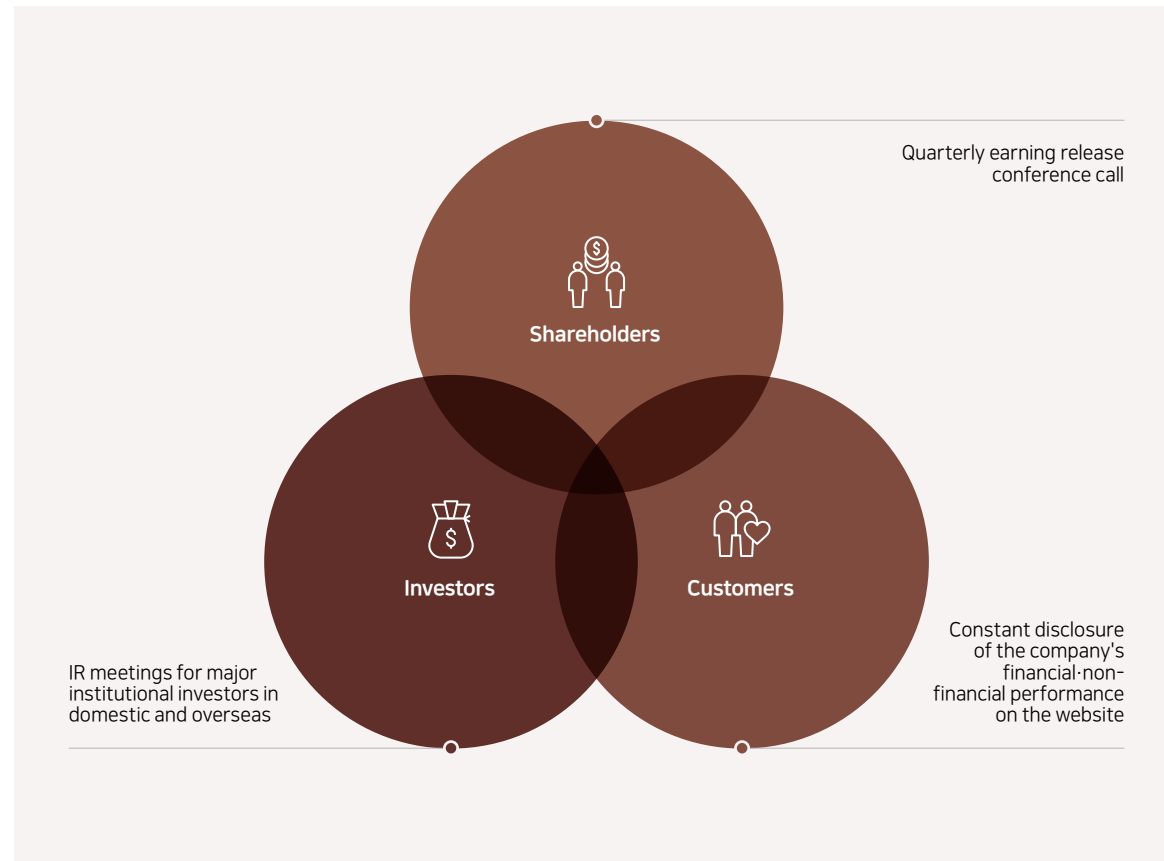 Quarterly earning release
conference call
Shareholders
Investors
Customers
IR meetings for major
institutional investors in
domestic and overseas
Constant disclosure
of the company's
financial·non-
financial performance
on the website